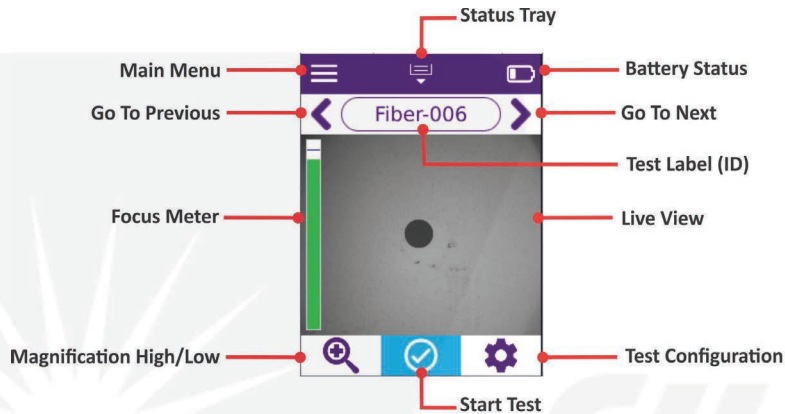 Status Tray
Main Menu
Battery Status
Go To Previous
Fiber-006
Go To Next
Test Label (ID)
Focus Meter
Live View
Magnification High/Low
Test Configuration
Start Test